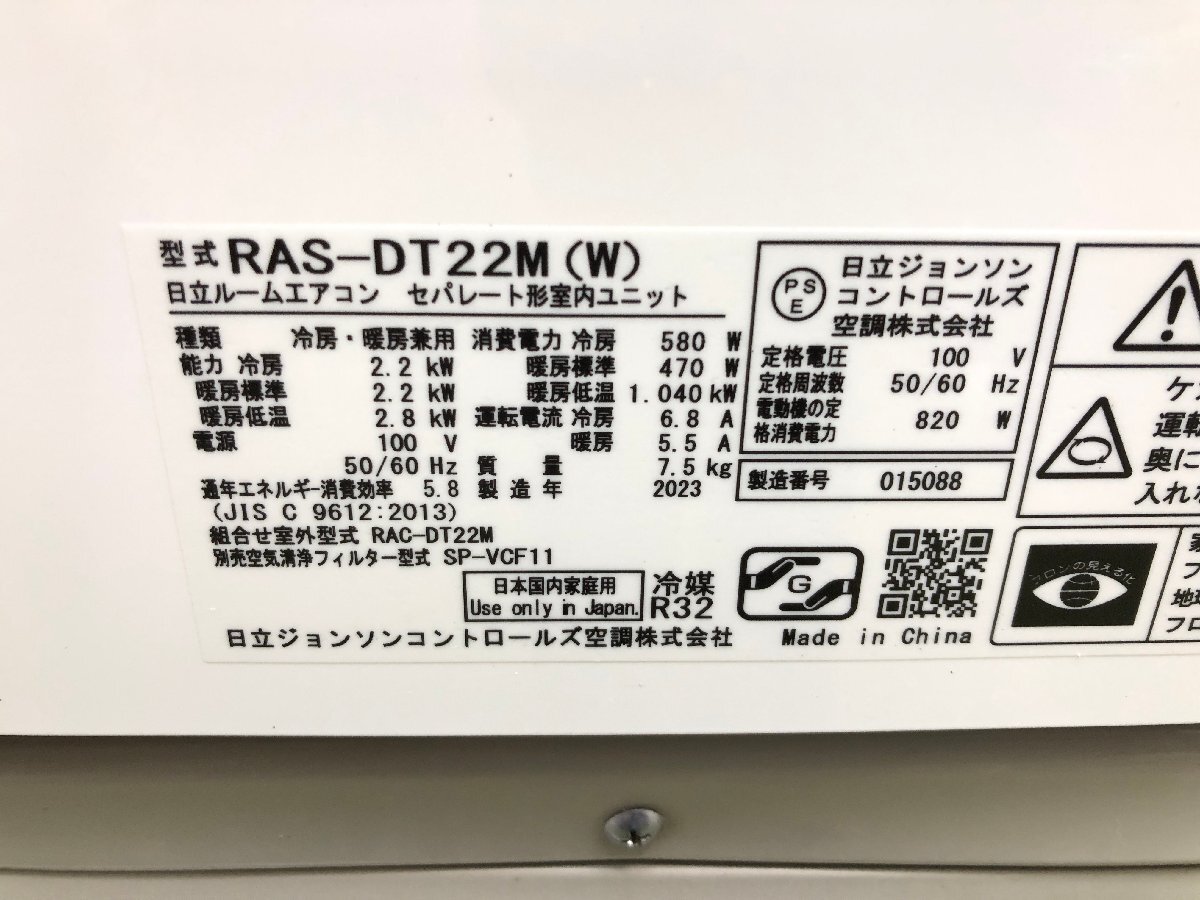 型式 RAS-DT22M(W)
日立ルームエアコン セパレート形室内ユニット
種類 冷房・暖房兼用
能力 冷房 2.2 kW
暖房標準 2.2 kW
暖房低温 2.8 kW
電源 100 V
50/60 Hz
通年エネルギー消費効率 5.8
(JIS C 9612:2013)
消費電力 冷房 580 W
暖房標準 470 W
暖房低温 1.040 kW
運転電流 冷房 6.8 A
暖房 5.5 A
質量 7.5 kg
製造年 2023
組合せ室外型式 RAC-DT22M
別売空気清浄フィルター型式 SP-VCF11
日本国内家庭用
Use only in Japan.
冷媒
R32
日立ジョンソンコントロールズ空調株式会社
PS
E
日立ジョンソン
コントロールズ
空調株式会社
定格電圧 100 V
定格周波数 50/60 Hz
電動機の定
格消費電力 820 W
製造番号 015088
G
Made in China
ケ
運転
奥に
入れな
フロンの見える化
家
フ
地球
フロ